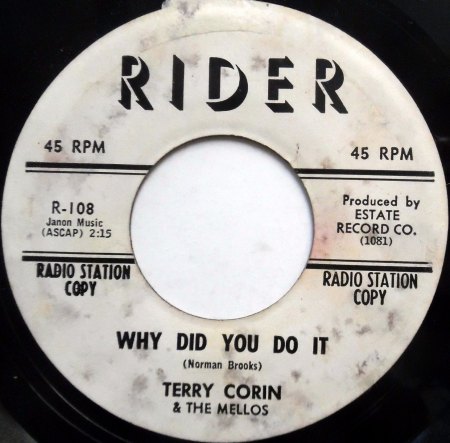 RIDER
45 RPM
45 RPM
R-108
Janon Music
(ASCAP) 2:15
Produced by
ESTATE
RECORD CO.
(1081)
RADIO STATION
COPY
RADIO STATION
COPY
WHY DID YOU DO IT
(Norman Brooks)
TERRY CORIN
& THE MELLOS